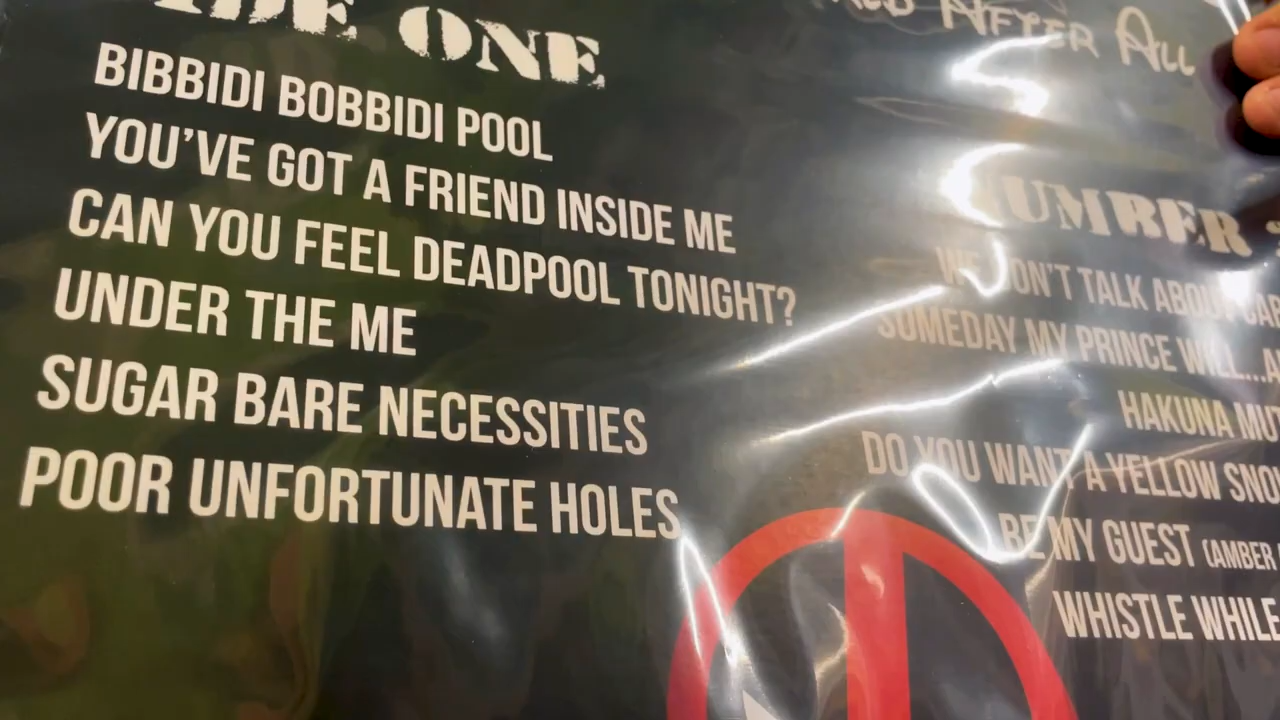 IDE ONE
BIBBIDI BOBBIDI POOL
YOU'VE GOT A FRIEND INSIDE ME
CAN YOU FEEL DEADPOOL TONIGHT?
UNDER THE ME
SUGAR BARE NECESSITIES
POOR UNFORTUNATE HOLES
AFTER ALL
UMBER
WE DON'T TALK ABOUT
SOMEDAY MY PRINCE WILL...
HAKUNA
DO YOU WANT A YELLOW
BE MY GUEST (AMBER
WHISTLE WHILE